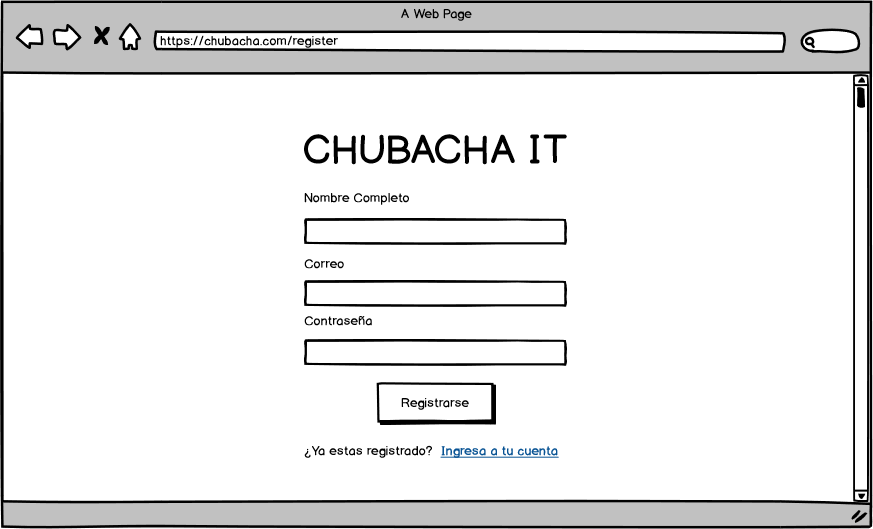 A Web Page
https://chubacha.com/register
CHUBACHA IT
Nombre Completo
Correo
Contraseña
Registrarse
¿Ya estas registrado? Ingresa a tu cuenta